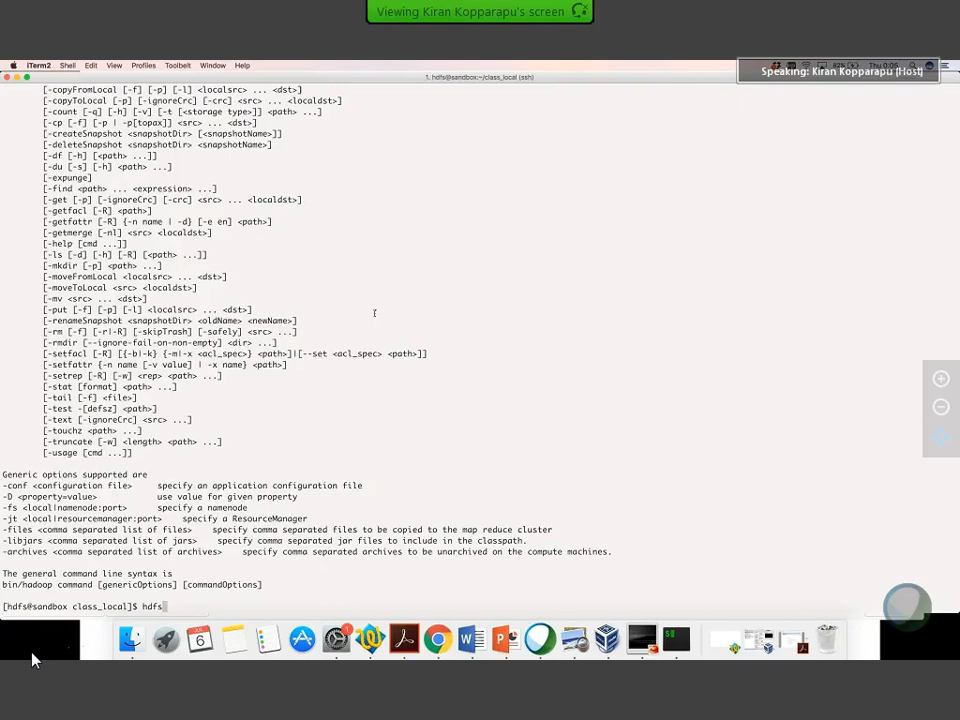 Viewing Kiran Kopparapu's screen
iTerm2 Shell Edit View Profiles Toolbelt Window Help
Speaking: Kiran Kopparapu [Host]
1. hdfs@sandbox:~/class_local (ssh)
[-copyFromLocal [-f] [-p] [-l] <localsrc> ... <dst>]
[-copyToLocal [-p] [-ignoreCrc] [-crc] <src> ... <localdst>]
[-count [-q] [-h] [-v] [-t [<storage type>]] <path> ...]
[-cp [-f] [-p | -p[topax]] <src> ... <dst>]
[-createSnapshot <snapshotDir> [<snapshotName>]]
[-deleteSnapshot <snapshotDir> <snapshotName>]
[-df [-h] [<path> ...]]
[-du [-s] [-h] <path> ...]
[-expunge]
[-find <path> ... <expression> ...]
[-get [-p] [-ignoreCrc] [-crc] <src> ... <localdst>]
[-getfacl [-R] <path>]
[-getfattr [-R] {-n name | -d} [-e en] <path>]
[-getmerge [-nl] <src> <localdst>]
[-help [cmd ...]]
[-ls [-d] [-h] [-R] [<path> ...]]
[-mkdir [-p] <path> ...]
[-moveFromLocal <localsrc> ... <dst>]
[-moveToLocal <src> <localdst>]
[-mv <src> ... <dst>]
[-put [-f] [-p] [-l] <localsrc> ... <dst>]
[-renameSnapshot <snapshotDir> <oldName> <newName>]
[-rm [-f] [-r|-R] [-skipTrash] [-safely] <src> ...]
[-rmdir [--ignore-fail-on-non-empty] <dir> ...]
[-setfacl [-R] [{-b|-k} {-m|-x <acl_spec>} <path>]|[--set <acl_spec> <path>]]
[-setfattr {-n name [-v value] | -x name} <path>]
[-setrep [-R] [-w] <rep> <path> ...]
[-stat [format] <path> ...]
[-tail [-f] <file>]
[-test -[defsz] <path>]
[-text [-ignoreCrc] <src> ...]
[-touchz <path> ...]
[-truncate [-w] <length> <path> ...]
[-usage [cmd ...]]
Generic options supported are
-conf <configuration file> specify an application configuration file
-D <property=value> use value for given property
-fs <local|namenode:port> specify a namenode
-jt <local|resourcemanager:port> specify a ResourceManager
-files <comma separated list of files> specify comma separated files to be copied to the map reduce cluster
-libjars <comma separated list of jars> specify comma separated jar files to include in the classpath.
-archives <comma separated list of archives> specify comma separated archives to be unarchived on the compute machines.
The general command line syntax is
bin/hadoop command [genericOptions] [commandOptions]
[hdfs@sandbox class_local]$ hdfs
6
1